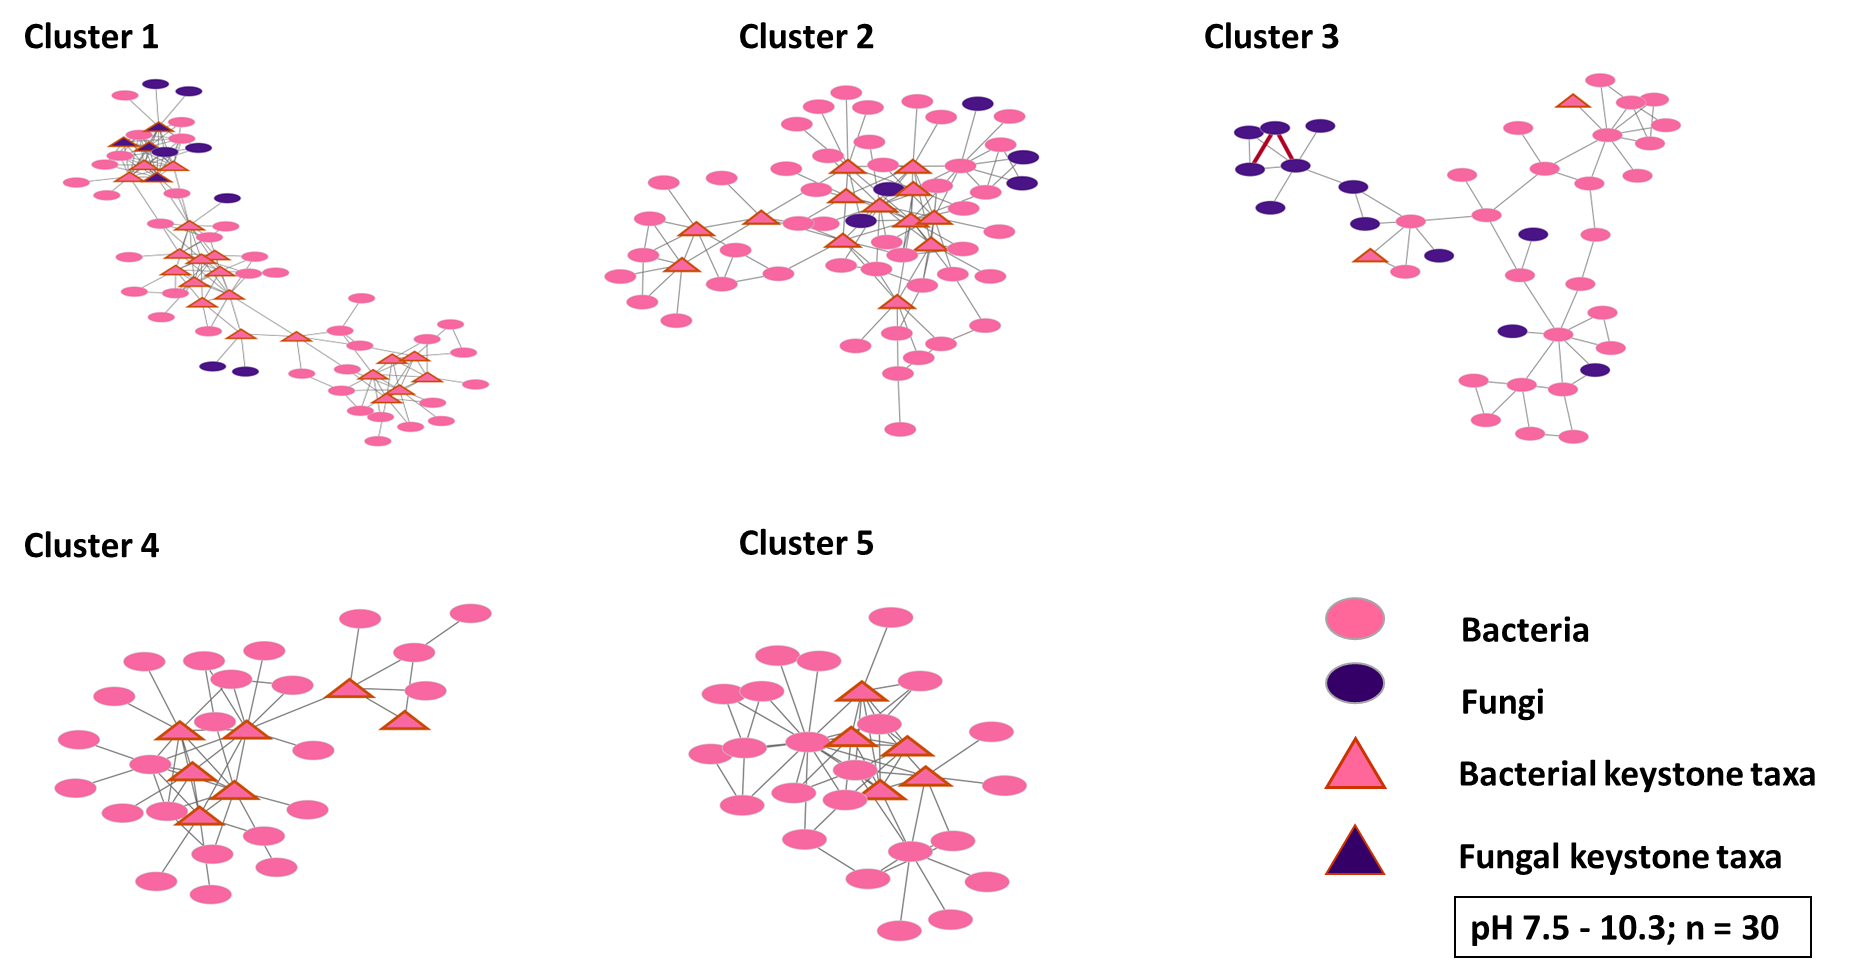 Cluster 1
Cluster 2
Cluster 3
Cluster 4
Cluster 5
Bacteria
Fungi
Bacterial keystone taxa
Fungal keystone taxa
pH 7.5 - 10.3; n = 30